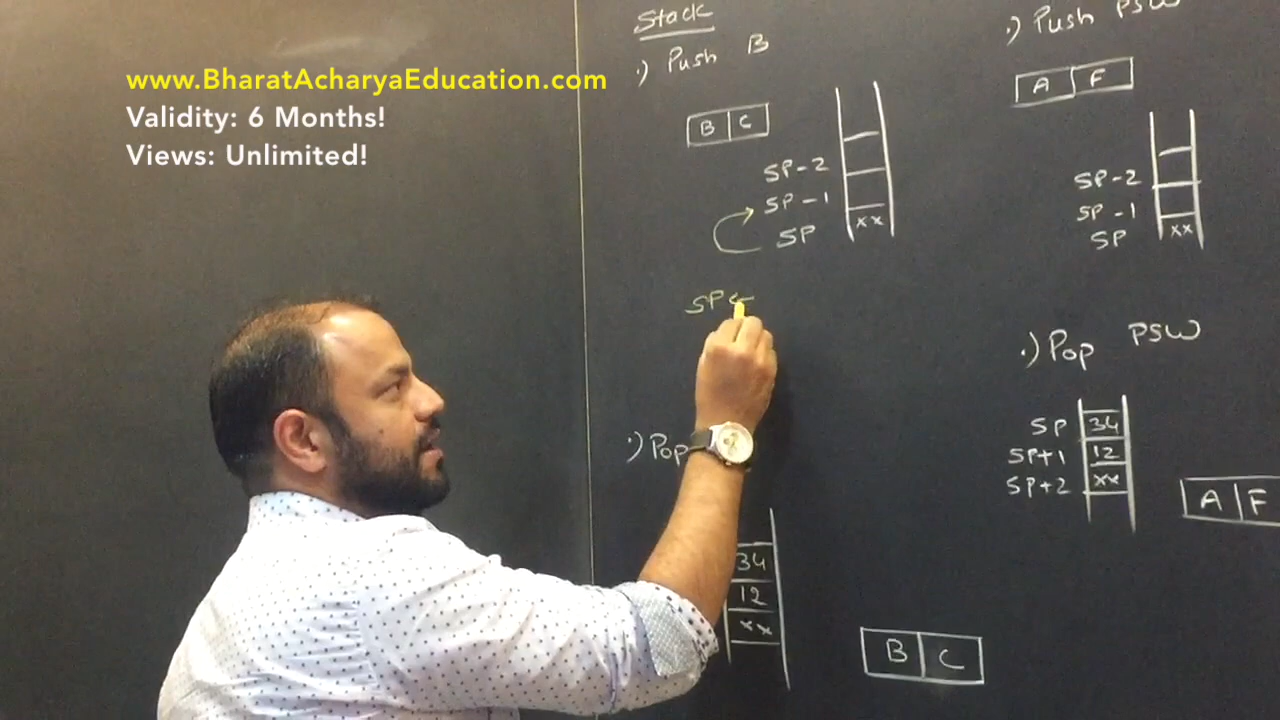 www.BharatAcharyaEducation.com
Validity: 6 Months!
Views: Unlimited!
Stack
·) Push B
B C
SP-2
SP-1
SP xx
SP ←
·) Pop
34
12
xx
B C
·) Push PSW
A F
SP-2
SP-1
SP xx
·) Pop PSW
SP 34
SP+1 12
SP+2 xx
A F